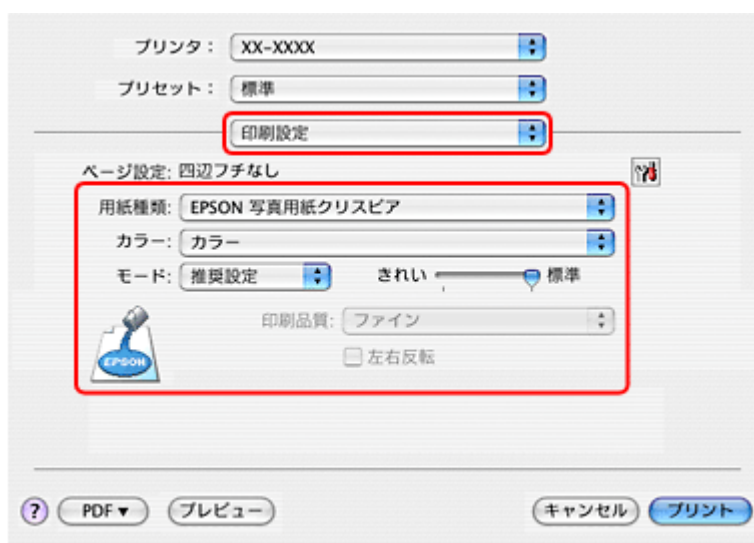 プリンタ： XX-XXXX
プリセット： 標準
印刷設定
ページ設定: 四辺フチなし
用紙種類: EPSON 写真用紙クリスピア
カラー: カラー
モード: 推奨設定 きれい 標準
印刷品質: ファイン
左右反転
EPSON
? PDF▼ プレビュー キャンセル プリント